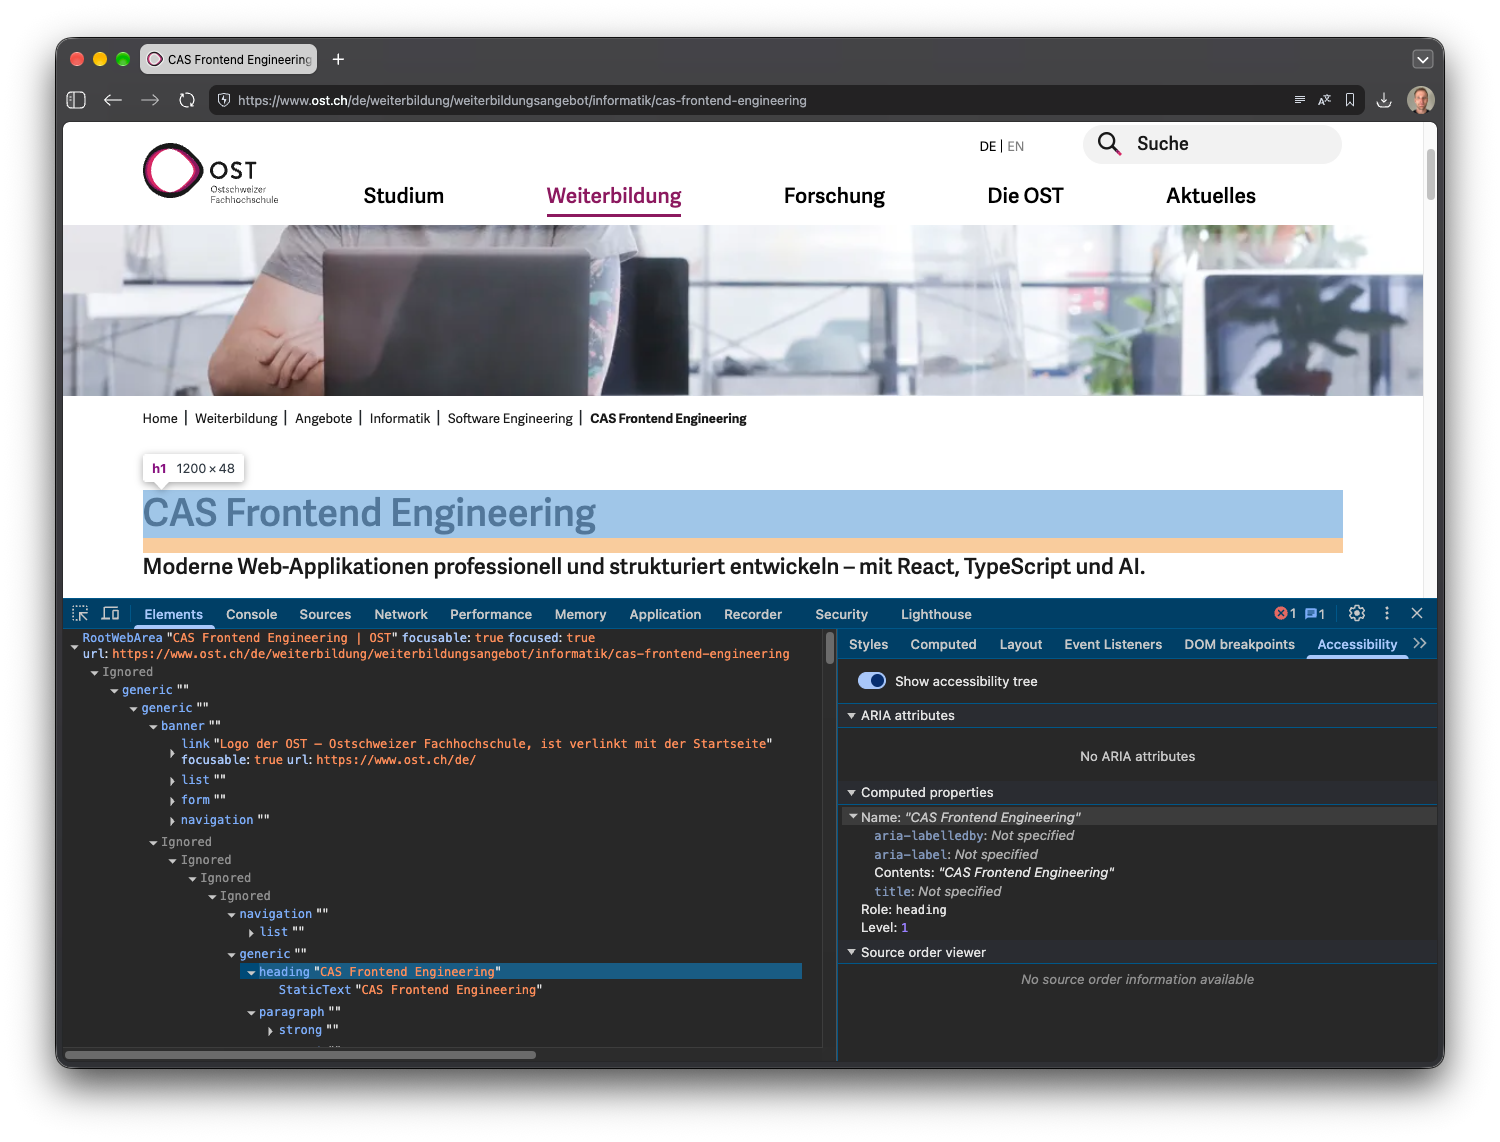 CAS Frontend Engineering
https://www.ost.ch/de/weiterbildung/weiterbildungsangebot/informatik/cas-frontend-engineering
DE | EN
Suche
OST
Ostschweizer
Fachhochschule
Studium
Weiterbildung
Forschung
Die OST
Aktuelles
Home | Weiterbildung | Angebote | Informatik | Software Engineering | CAS Frontend Engineering
h1 1200 × 48
CAS Frontend Engineering
Moderne Web-Applikationen professionell und strukturiert entwickeln – mit React, TypeScript und AI.
Elements Console Sources Network Performance Memory Application Recorder Security Lighthouse 1 1
RootWebArea "CAS Frontend Engineering | OST" focusable: true focused: true
url: https://www.ost.ch/de/weiterbildung/weiterbildungsangebot/informatik/cas-frontend-engineering
Ignored
generic ""
generic ""
banner ""
link "Logo der OST – Ostschweizer Fachhochschule, ist verlinkt mit der Startseite"
focusable: true url: https://www.ost.ch/de/
list ""
form ""
navigation ""
Ignored
Ignored
Ignored
Ignored
navigation ""
list ""
generic ""
heading "CAS Frontend Engineering"
StaticText "CAS Frontend Engineering"
paragraph ""
strong ""
Styles Computed Layout Event Listeners DOM breakpoints Accessibility
Show accessibility tree
ARIA attributes
No ARIA attributes
Computed properties
Name: "CAS Frontend Engineering"
aria-labelledby: Not specified
aria-label: Not specified
Contents: "CAS Frontend Engineering"
title: Not specified
Role: heading
Level: 1
Source order viewer
No source order information available